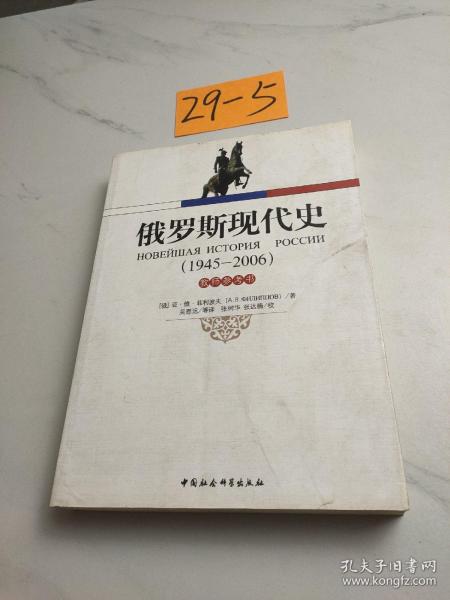 29-5
俄罗斯现代史
НОВЕЙШАЯ ИСТОРИЯ РОССИИ
(1945-2006)
教师参考书
[俄] 亚·维·菲利波夫 (А.В.ФИЛИППОВ) / 著
吴恩远 / 等译 张树华 张达楠 / 校
中国社会科学出版社
孔夫子旧书网
www.kongfz.com